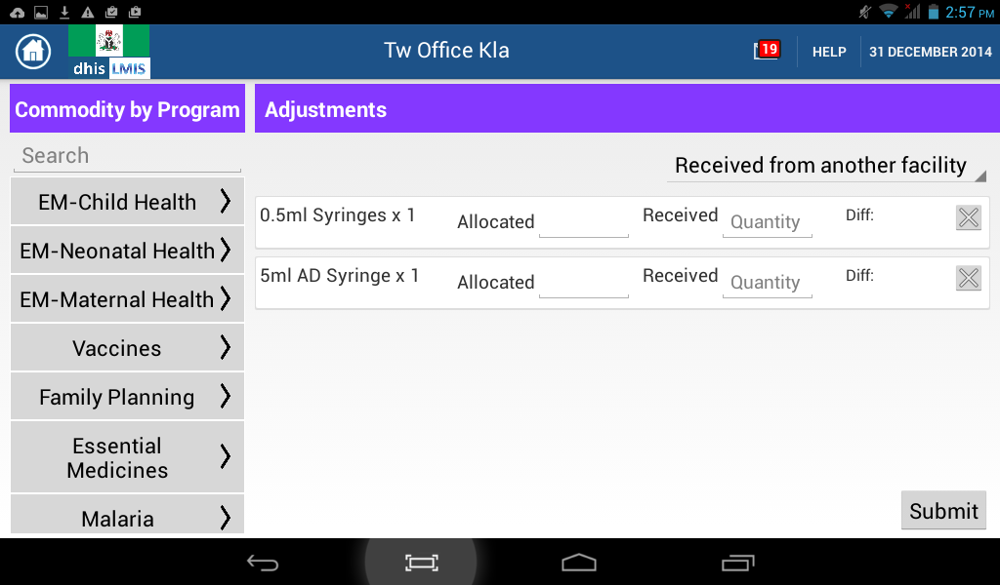 2:57 PM
dhis LMIS
Tw Office Kla
19
HELP
31 DECEMBER 2014
Commodity by Program
Adjustments
Search
Received from another facility
EM-Child Health
EM-Neonatal Health
EM-Maternal Health
Vaccines
Family Planning
Essential
Medicines
Malaria
0.5ml Syringes x 1 Allocated Received Quantity Diff:
5ml AD Syringe x 1 Allocated Received Quantity Diff:
Submit